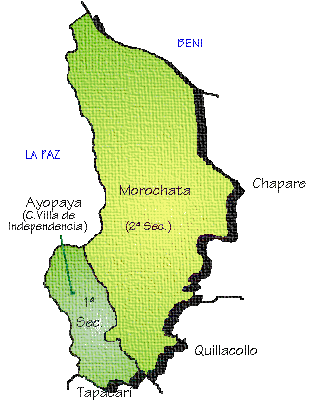 BENI
LA PAZ
Chapare
Morochata
(2ª Sec.)
Ayopaya
(C.Villa de
Independencia)
1ª
Sec.
Quillacollo
Tapacarí